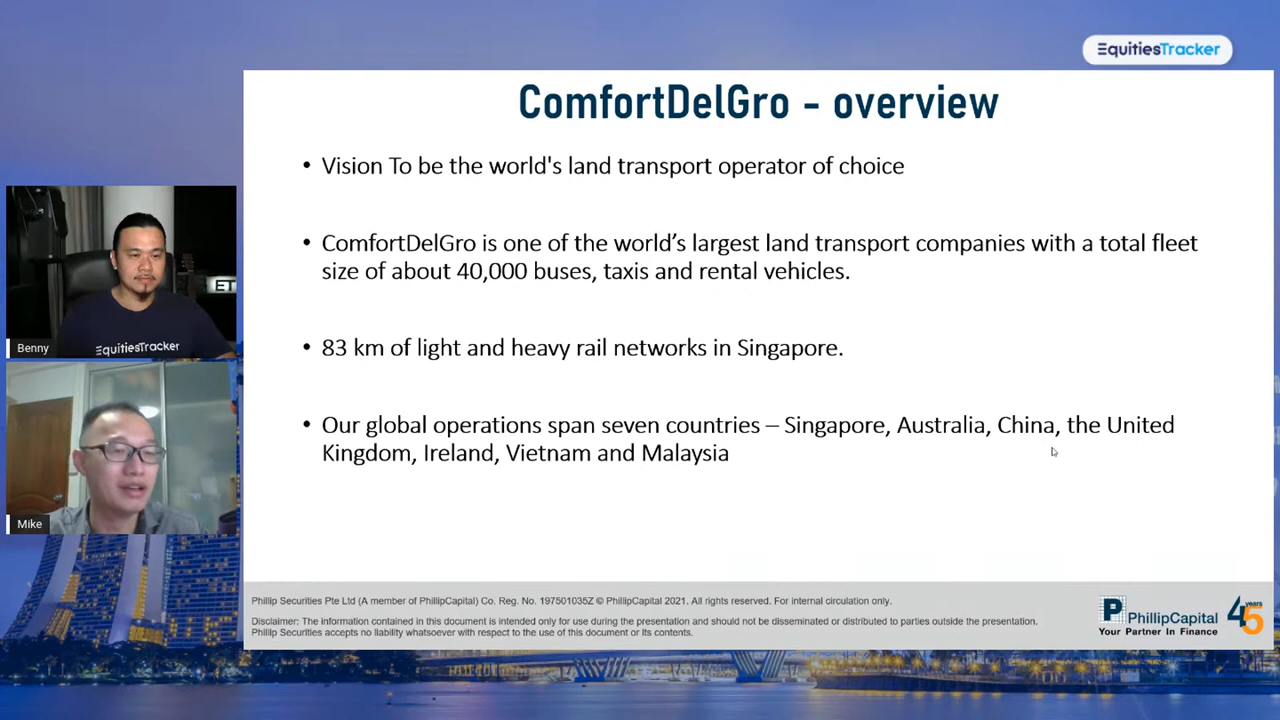 EquitiesTracker
ComfortDelGro - overview
• Vision To be the world's land transport operator of choice
• ComfortDelGro is one of the world’s largest land transport companies with a total fleet
size of about 40,000 buses, taxis and rental vehicles.
• 83 km of light and heavy rail networks in Singapore.
• Our global operations span seven countries – Singapore, Australia, China, the United
Kingdom, Ireland, Vietnam and Malaysia
ET
EquitiesTracker
Benny
Mike
Phillip Securities Pte Ltd (A member of PhillipCapital) Co. Reg. No. 197501035Z © PhillipCapital 2021. All rights reserved. For internal circulation only.
Disclaimer: The information contained in this document is intended only for use during the presentation and should not be disseminated or distributed to parties outside the presentation.
Phillip Securities accepts no liability whatsoever with respect to the use of this document or its contents.
P
PhillipCapital
Your Partner In Finance
45 years